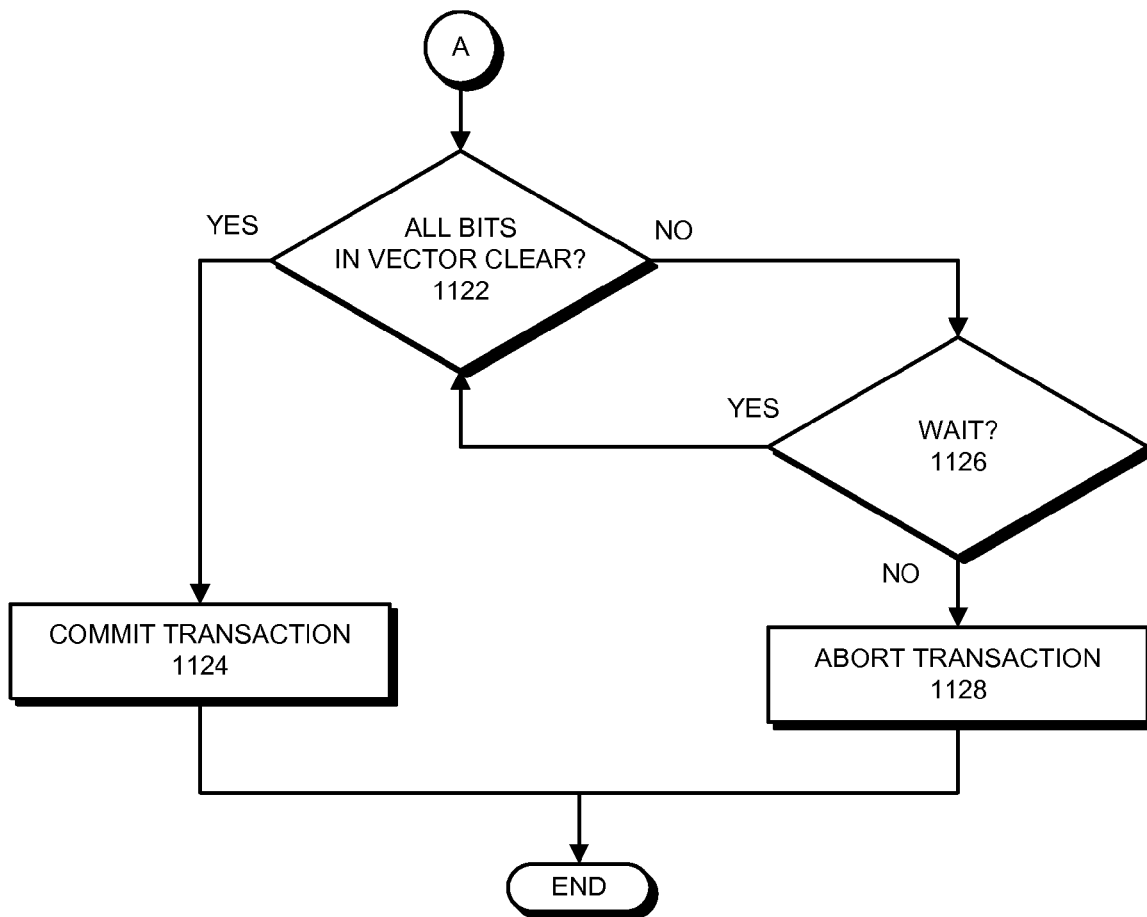 A
YES
ALL BITS
IN VECTOR CLEAR?
1122
NO
YES
WAIT?
1126
NO
COMMIT TRANSACTION
1124
ABORT TRANSACTION
1128
END